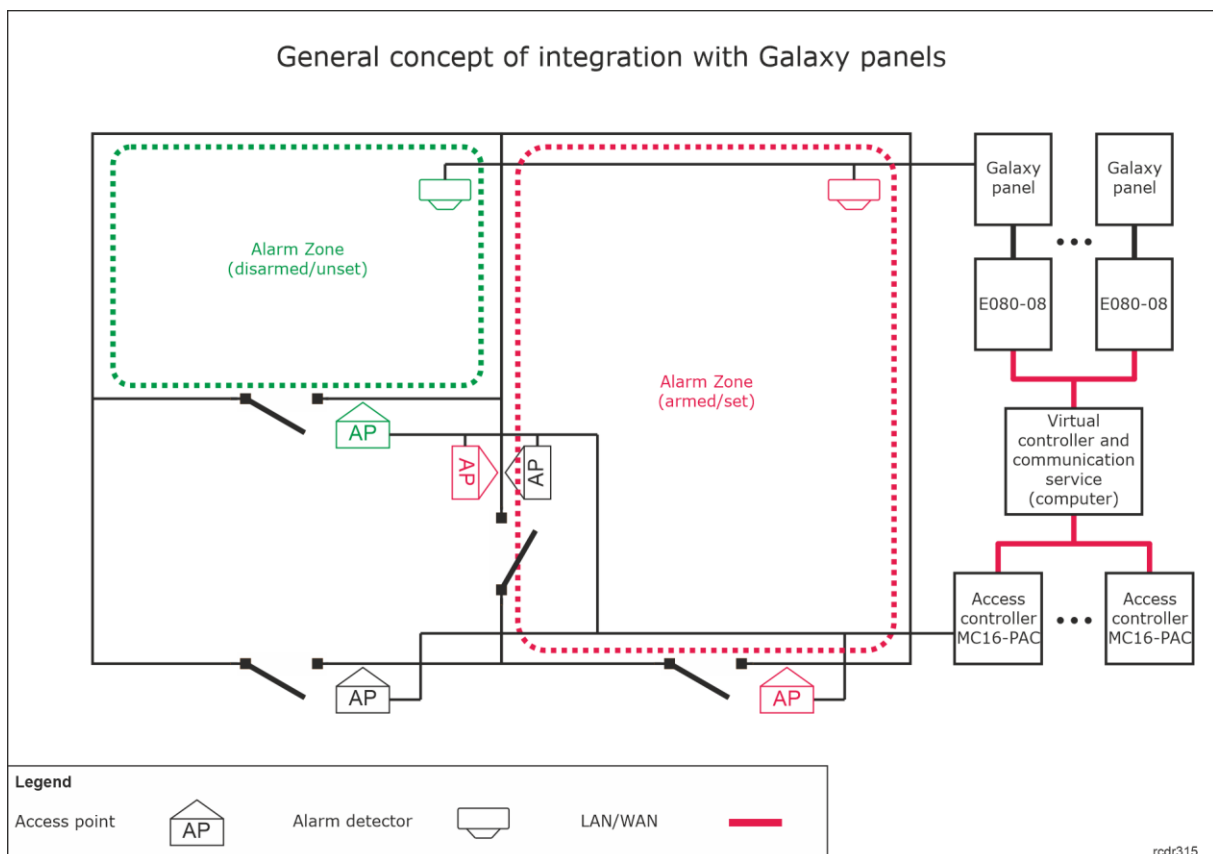 General concept of integration with Galaxy panels
Galaxy
panel
Galaxy
panel
Alarm Zone
(disarmed/unset)
E080-08
E080-08
Alarm Zone
(armed/set)
Virtual
controller and
communication
service
(computer)
AP
AP
AP
Access
controller
MC16-PAC
Access
controller
MC16-PAC
AP
AP
Legend
Access point
AP
Alarm detector
LAN/WAN
rcdr315